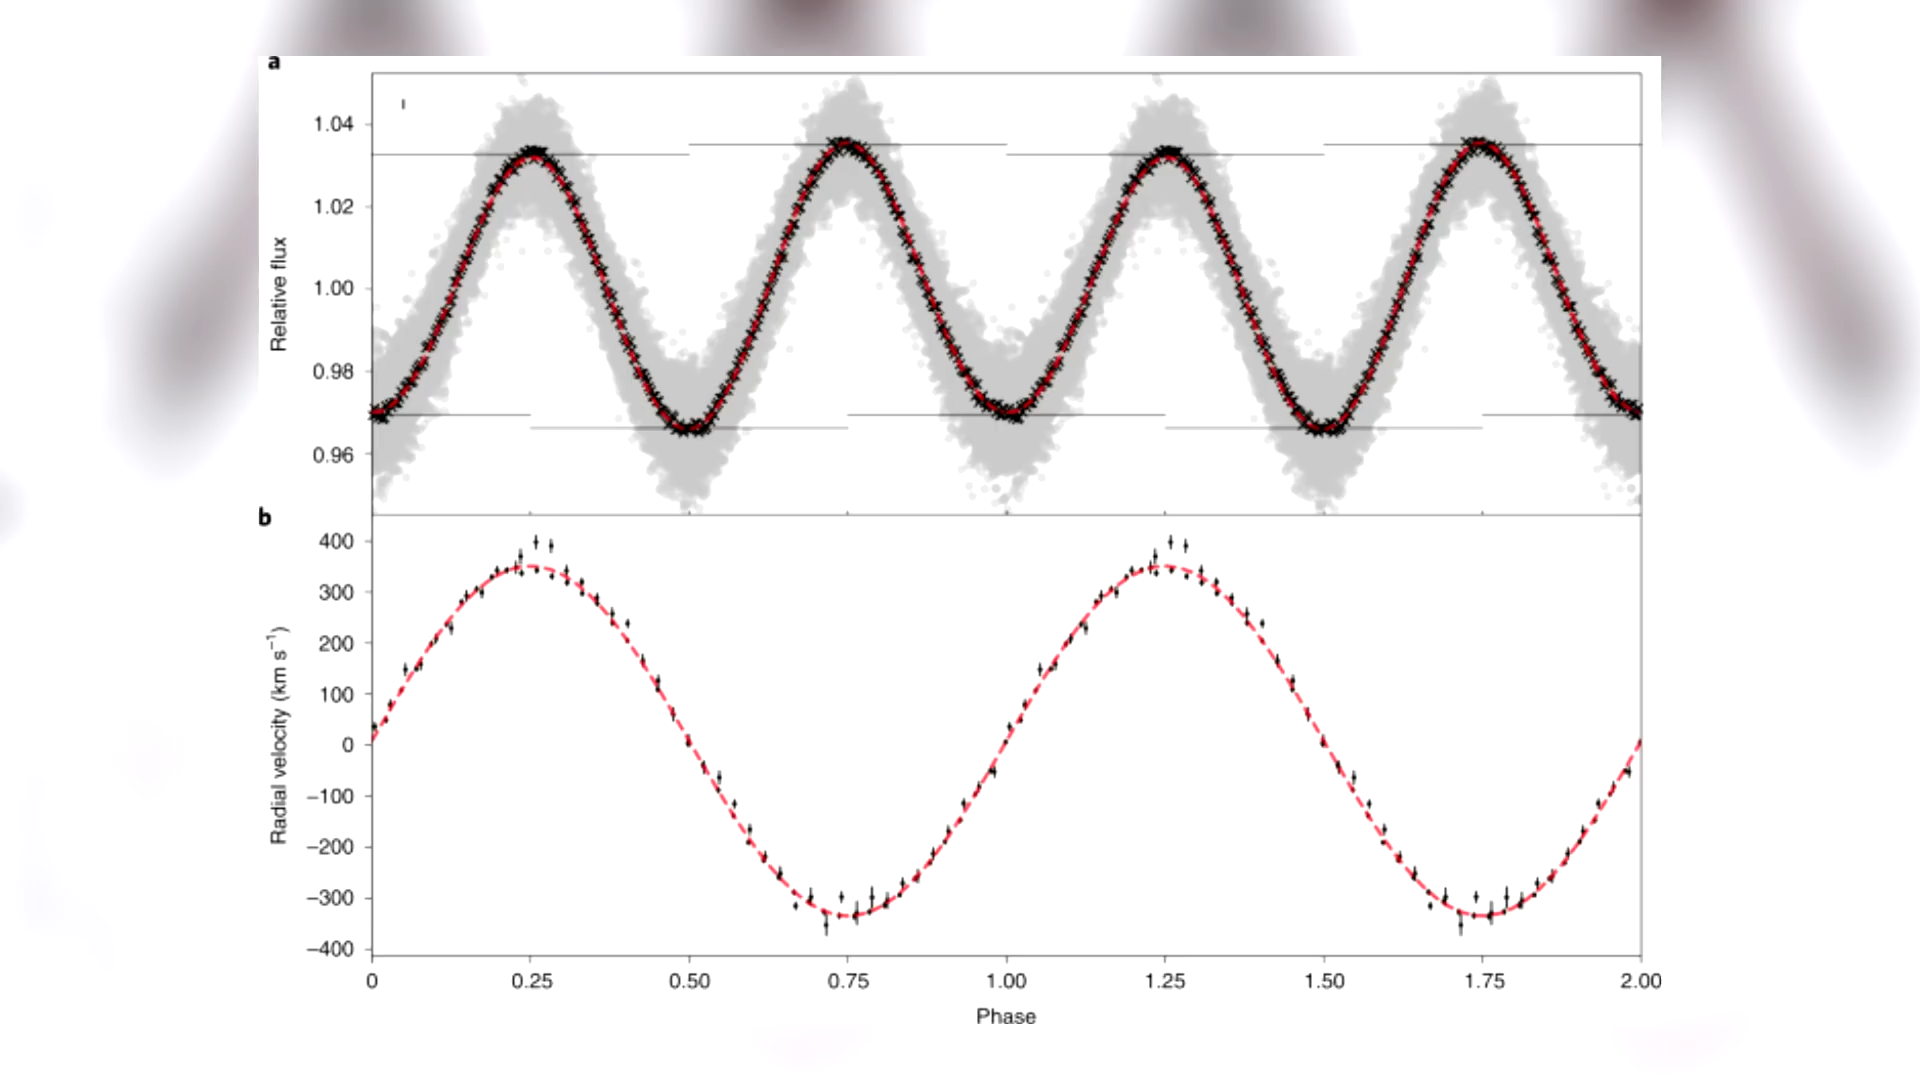 a
1.04
1.02
1.00
0.98
0.96
Relative flux
b
400
300
200
100
0
−100
−200
−300
−400
Radial velocity (km s⁻¹)
0 0.25 0.50 0.75 1.00 1.25 1.50 1.75 2.00
Phase